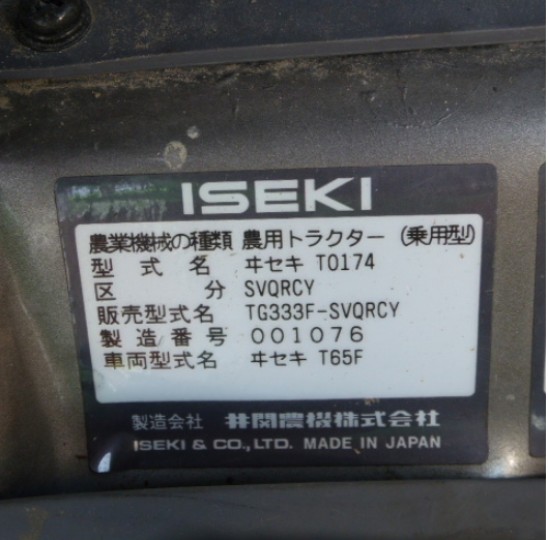 ISEKI
農業機械の種類 農用トラクター (乗用型)
型式名 ヰセキ T0174
区分 SVQRCY
販売型式名 TG333F-SVQRCY
製造番号 001076
車両型式名 ヰセキ T65F
製造会社 井関農機株式会社
ISEKI & CO., LTD. MADE IN JAPAN